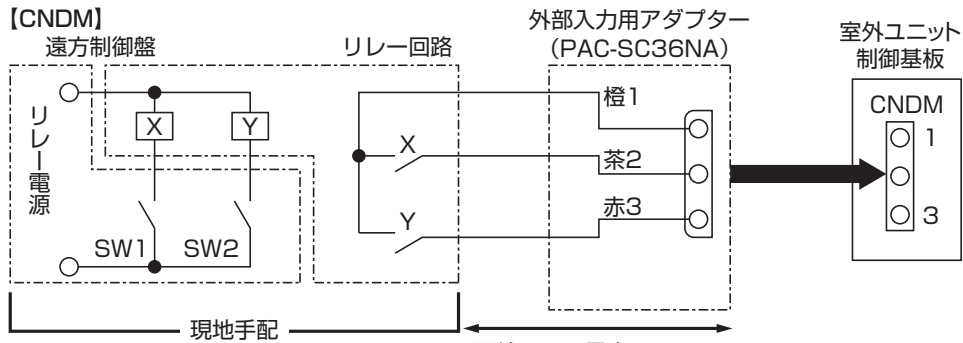 【CNDM】
遠方制御盤
リレー回路
外部入力用アダプター
（PAC-SC36NA）
室外ユニット
制御基板
リレー電源
X
Y
SW1
SW2
X
Y
橙1
茶2
赤3
CNDM
1
3
現地手配